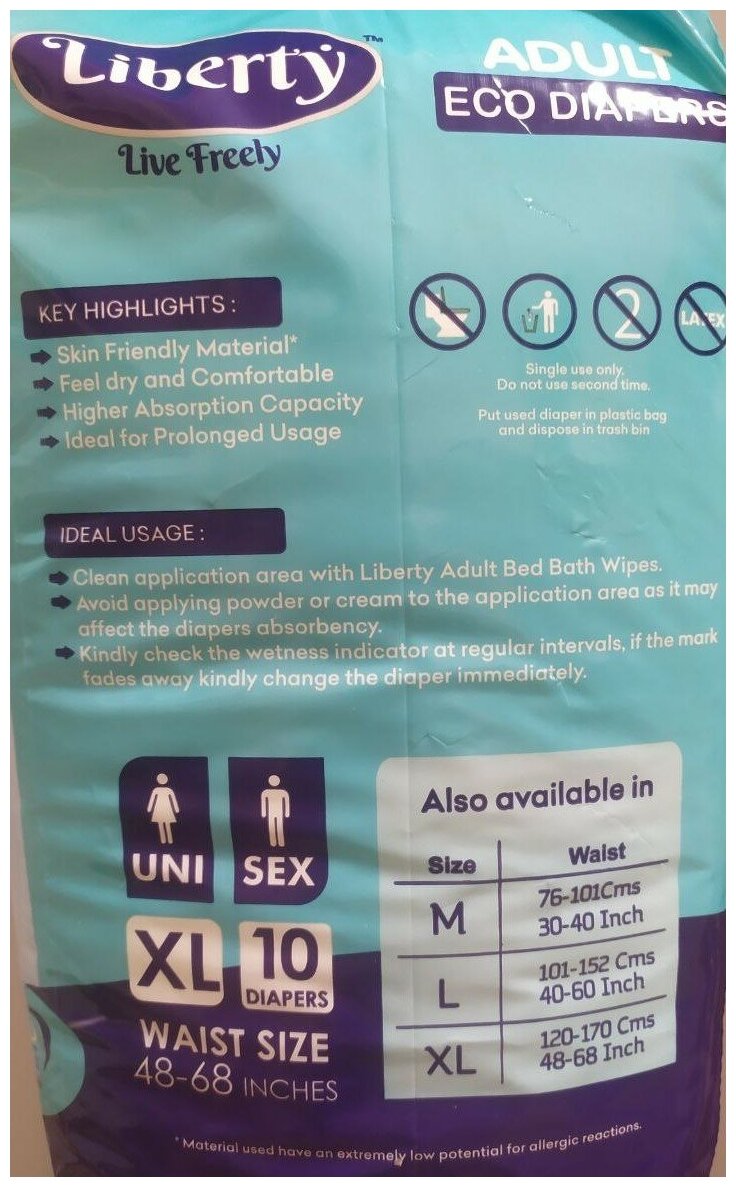 Liberty™
Live Freely
ADULT
ECO DIAPERS
KEY HIGHLIGHTS :
Skin Friendly Material*
Feel dry and Comfortable
Higher Absorption Capacity
Ideal for Prolonged Usage
2
LATEX
Single use only.
Do not use second time.
Put used diaper in plastic bag
and dispose in trash bin
IDEAL USAGE :
Clean application area with Liberty Adult Bed Bath Wipes.
Avoid applying powder or cream to the application area as it may
affect the diapers absorbency.
Kindly check the wetness indicator at regular intervals, if the mark
fades away kindly change the diaper immediately.
UNI SEX
XL 10
DIAPERS
WAIST SIZE
48-68 INCHES
Also available in
Size Waist
M 76-101Cms
30-40 Inch
L 101-152 Cms
40-60 Inch
XL 120-170 Cms
48-68 Inch
* Material used have an extremely low potential for allergic reactions.